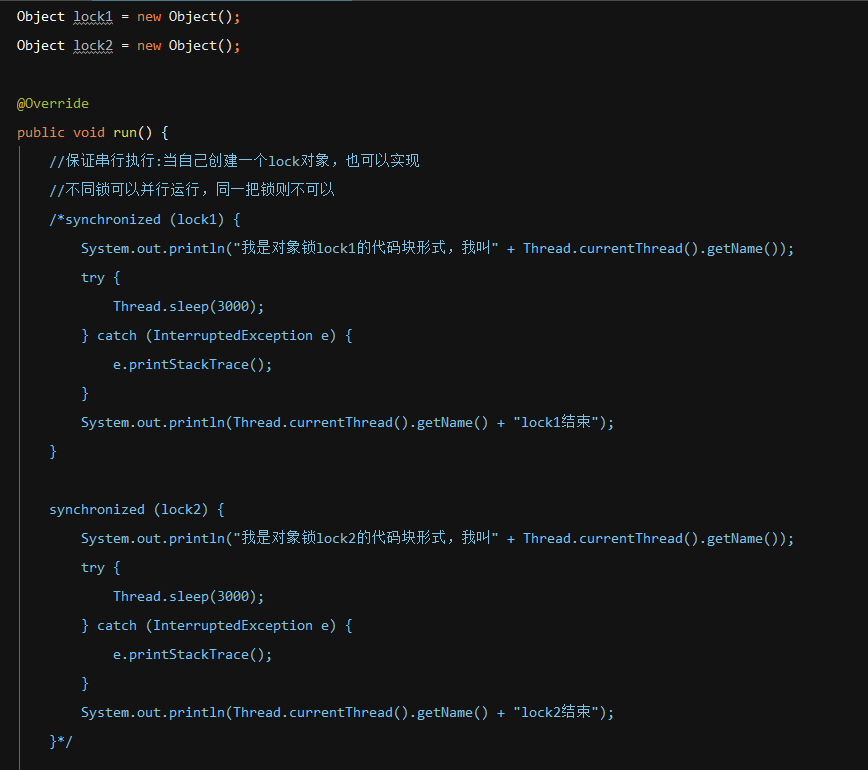 Object lock1 = new Object();
Object lock2 = new Object();
@Override
public void run() {
//保证串行执行:当自己创建一个lock对象，也可以实现
//不同锁可以并行运行，同一把锁则不可以
/*synchronized (lock1) {
System.out.println("我是对象锁lock1的代码块形式，我叫" + Thread.currentThread().getName());
try {
Thread.sleep(3000);
} catch (InterruptedException e) {
e.printStackTrace();
}
System.out.println(Thread.currentThread().getName() + "lock1结束");
}
synchronized (lock2) {
System.out.println("我是对象锁lock2的代码块形式，我叫" + Thread.currentThread().getName());
try {
Thread.sleep(3000);
} catch (InterruptedException e) {
e.printStackTrace();
}
System.out.println(Thread.currentThread().getName() + "lock2结束");
}*/